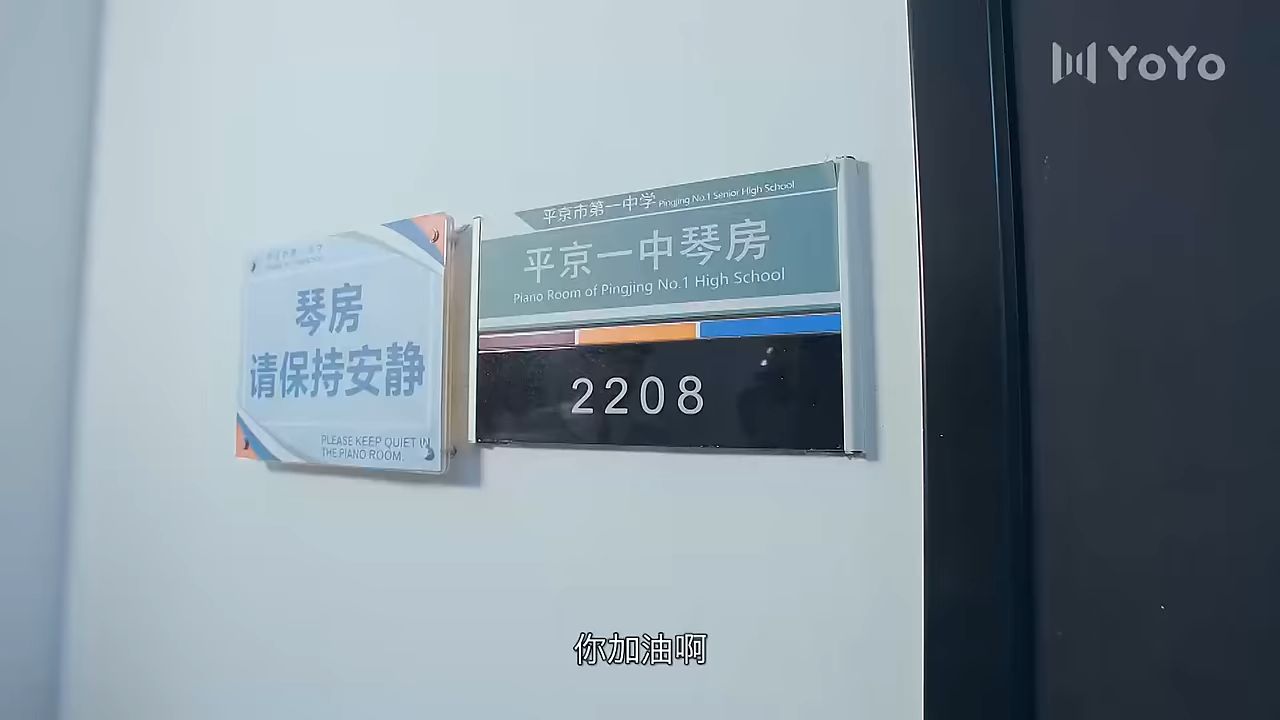 YoYo
平京市第一中学 Pingjing No.1 Senior High School
平京一中琴房
Piano Room of Pingjing No.1 High School
2208
琴房
请保持安静
PLEASE KEEP QUIET IN
THE PIANO ROOM.
你加油啊